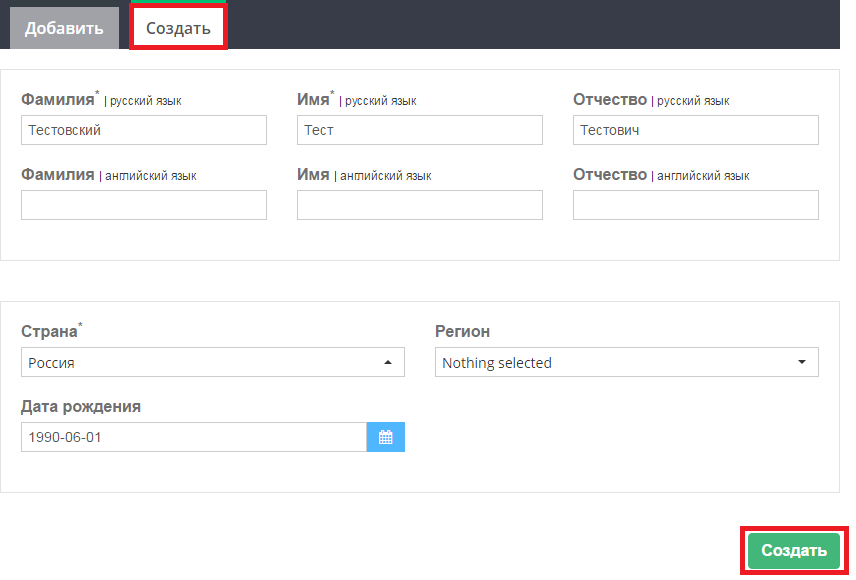 Добавить Создать
Фамилия* | русский язык Имя* | русский язык Отчество | русский язык
Тестовский Тест Тестович
Фамилия | английский язык Имя | английский язык Отчество | английский язык
Страна* Регион
Россия Nothing selected
Дата рождения
1990-06-01
Создать